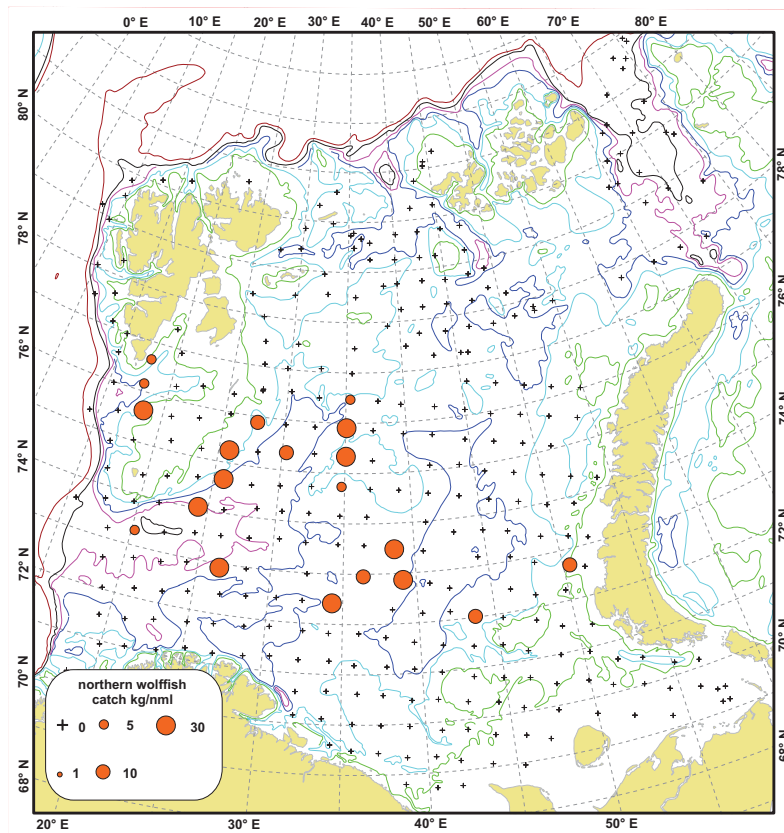 0° E 10° E 20° E 30° E 40° E 50° E 60° E 70° E 80° E
80° N
78° N
76° N
74° N
72° N
70° N
68° N
78° N
76° N
74° N
72° N
70° N
68° N
northern wolffish
catch kg/nml
+ 0 5 30
1 10
20° E 30° E 40° E 50° E